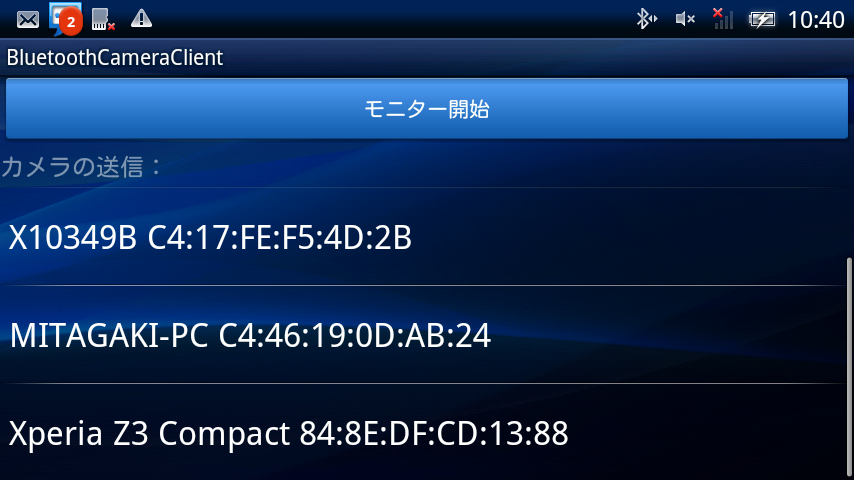 2
10:40
BluetoothCameraClient
モニター開始
カメラの送信：
X10349B C4:17:FE:F5:4D:2B
MITAGAKI-PC C4:46:19:0D:AB:24
Xperia Z3 Compact 84:8E:DF:CD:13:88